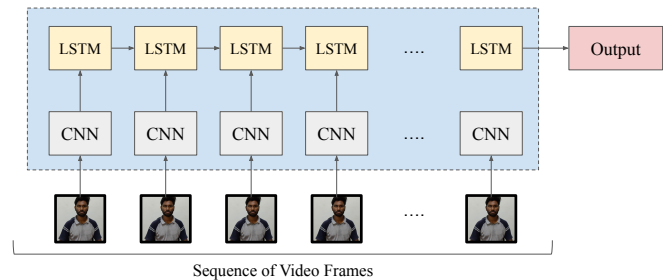 LSTM LSTM LSTM LSTM .... LSTM Output
CNN CNN CNN CNN .... CNN
....
Sequence of Video Frames